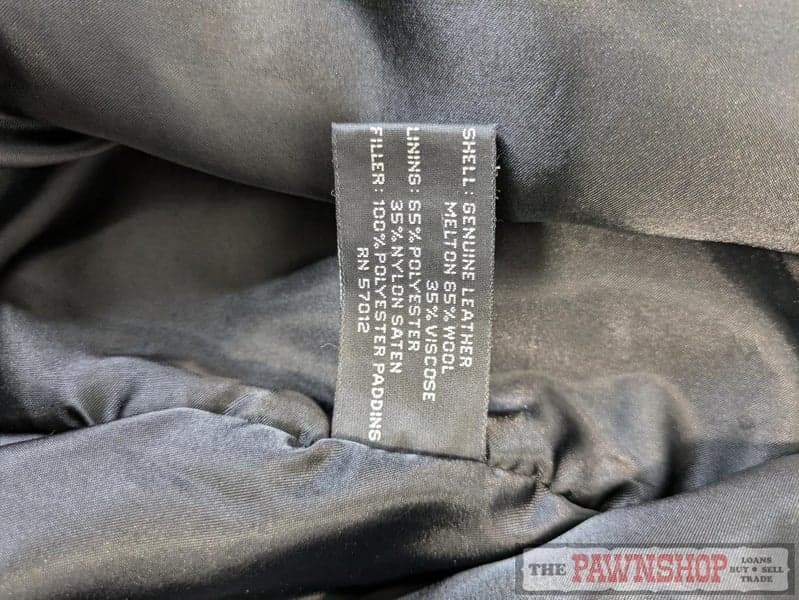 SHELL: GENUINE LEATHER
MELTON 65% WOOL
35% VISCOSE
LINING: 65% POLYESTER
35% NYLON SATEN
FILLER: 100% POLYESTER PADDING
RN 57012
THE PAWNSHOP
LOANS
BUY • SELL
TRADE